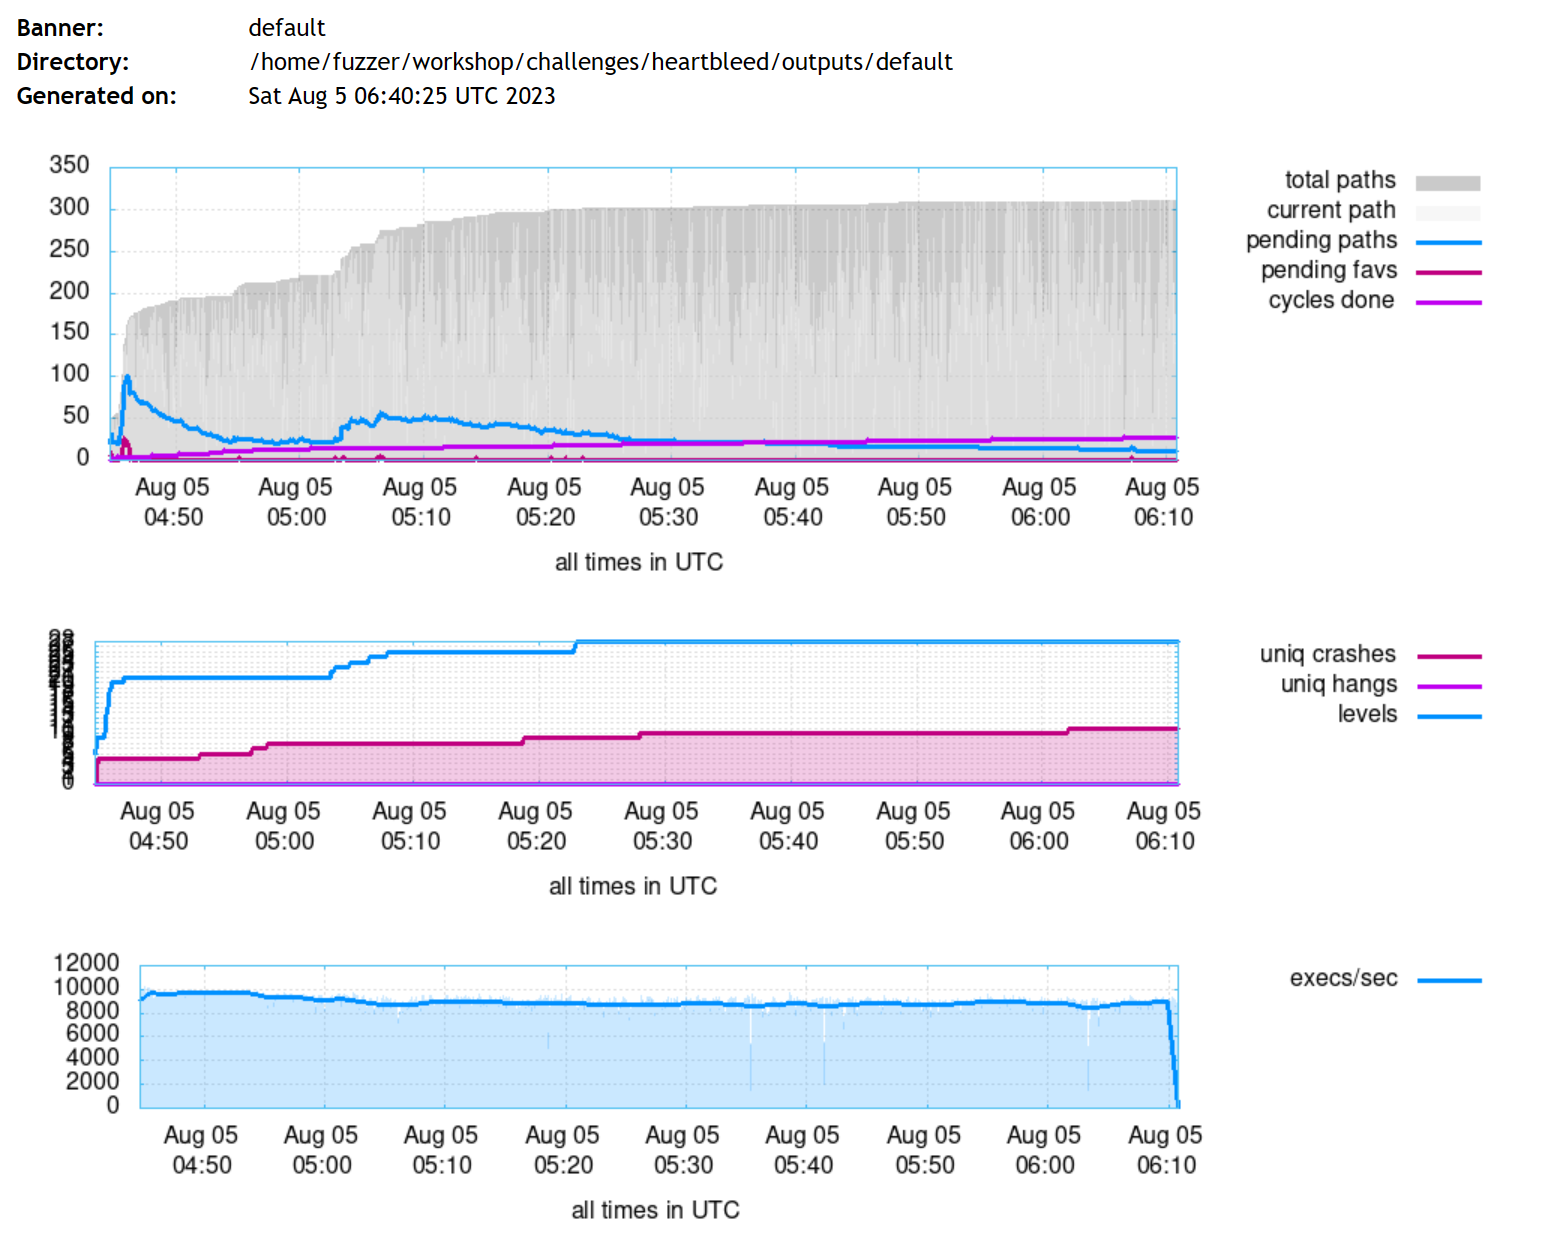 Banner: default
Directory: /home/fuzzer/workshop/challenges/heartbleed/outputs/default
Generated on: Sat Aug 5 06:40:25 UTC 2023
350
300
250
200
150
100
50
0
total paths
current path
pending paths
pending favs
cycles done
Aug 05 Aug 05 Aug 05 Aug 05 Aug 05 Aug 05 Aug 05 Aug 05 Aug 05
04:50 05:00 05:10 05:20 05:30 05:40 05:50 06:00 06:10
all times in UTC
0
uniq crashes
uniq hangs
levels
Aug 05 Aug 05 Aug 05 Aug 05 Aug 05 Aug 05 Aug 05 Aug 05 Aug 05
04:50 05:00 05:10 05:20 05:30 05:40 05:50 06:00 06:10
all times in UTC
12000
10000
8000
6000
4000
2000
0
execs/sec
Aug 05 Aug 05 Aug 05 Aug 05 Aug 05 Aug 05 Aug 05 Aug 05 Aug 05
04:50 05:00 05:10 05:20 05:30 05:40 05:50 06:00 06:10
all times in UTC